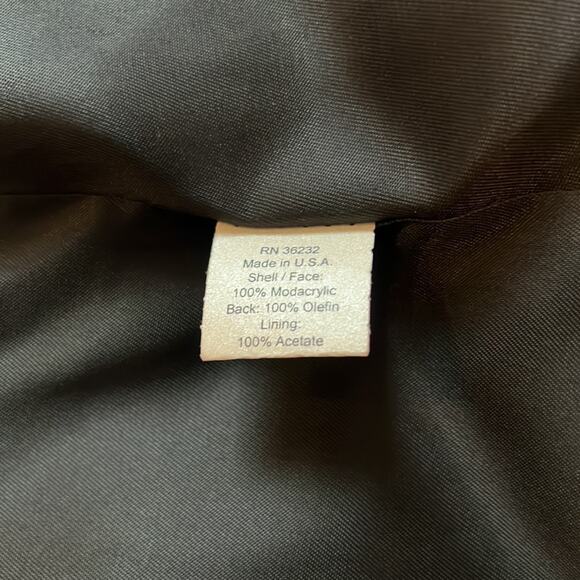 RN 36232
Made in U.S.A.
Shell / Face:
100% Modacrylic
Back: 100% Olefin
Lining:
100% Acetate